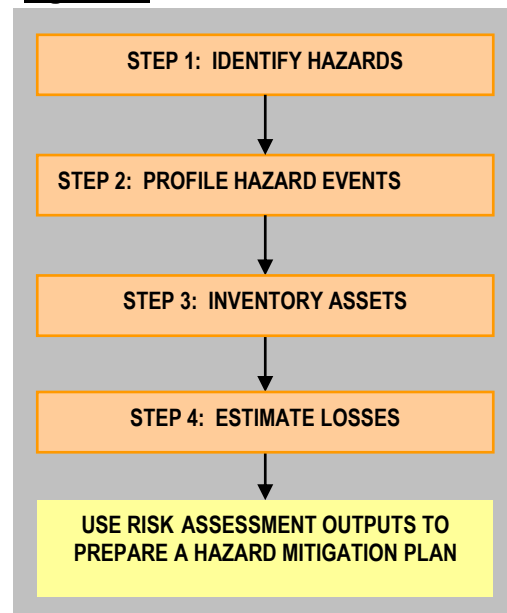 STEP 1: IDENTIFY HAZARDS
STEP 2: PROFILE HAZARD EVENTS
STEP 3: INVENTORY ASSETS
STEP 4: ESTIMATE LOSSES
USE RISK ASSESSMENT OUTPUTS TO
PREPARE A HAZARD MITIGATION PLAN